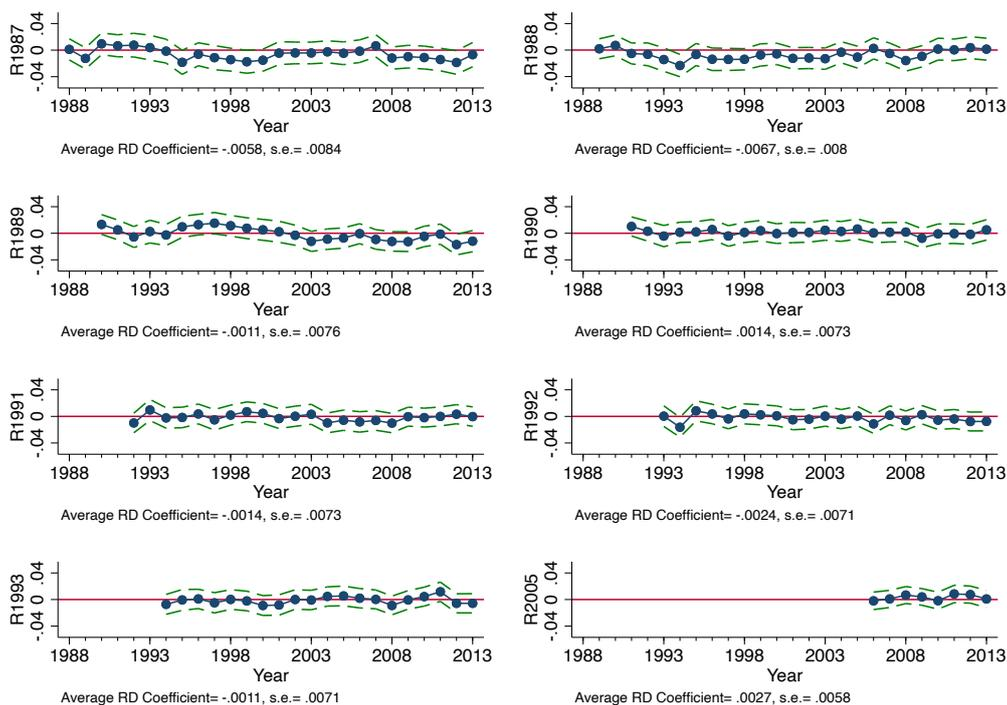 R1987
.04
0
-.04
1988 1993 1998 2003 2008 2013
Year
Average RD Coefficient= -.0058, s.e.= .0084
R1988
.04
0
-.04
1988 1993 1998 2003 2008 2013
Year
Average RD Coefficient= -.0067, s.e.= .008
R1989
.04
0
-.04
1988 1993 1998 2003 2008 2013
Year
Average RD Coefficient= -.0011, s.e.= .0076
R1990
.04
0
-.04
1988 1993 1998 2003 2008 2013
Year
Average RD Coefficient= .0014, s.e.= .0073
R1991
.04
0
-.04
1988 1993 1998 2003 2008 2013
Year
Average RD Coefficient= -.0014, s.e.= .0073
R1992
.04
0
-.04
1988 1993 1998 2003 2008 2013
Year
Average RD Coefficient= -.0024, s.e.= .0071
R1993
.04
0
-.04
1988 1993 1998 2003 2008 2013
Year
Average RD Coefficient= -.0011, s.e.= .0071
R2005
.04
0
-.04
1988 1993 1998 2003 2008 2013
Year
Average RD Coefficient= .0027, s.e.= .0058